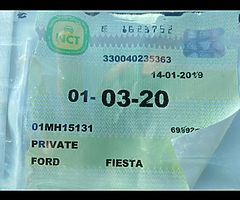 NCT
E 1623752
330040235363
14-01-2019
01- 03-20
01MH15131
PRIVATE
FORD FIESTA